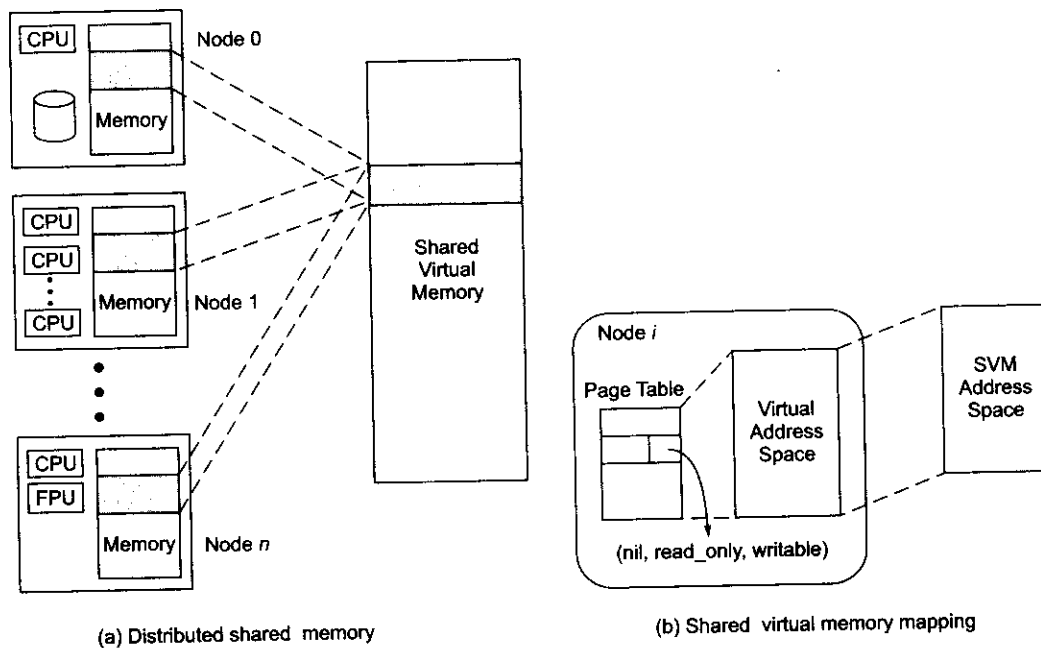 CPU
Node 0
Memory
CPU
CPU
CPU
Memory
Node 1
CPU
FPU
Memory
Node n
Shared
Virtual
Memory
(a) Distributed shared memory
Node i
Page Table
Virtual
Address
Space
SVM
Address
Space
(nil, read_only, writable)
(b) Shared virtual memory mapping